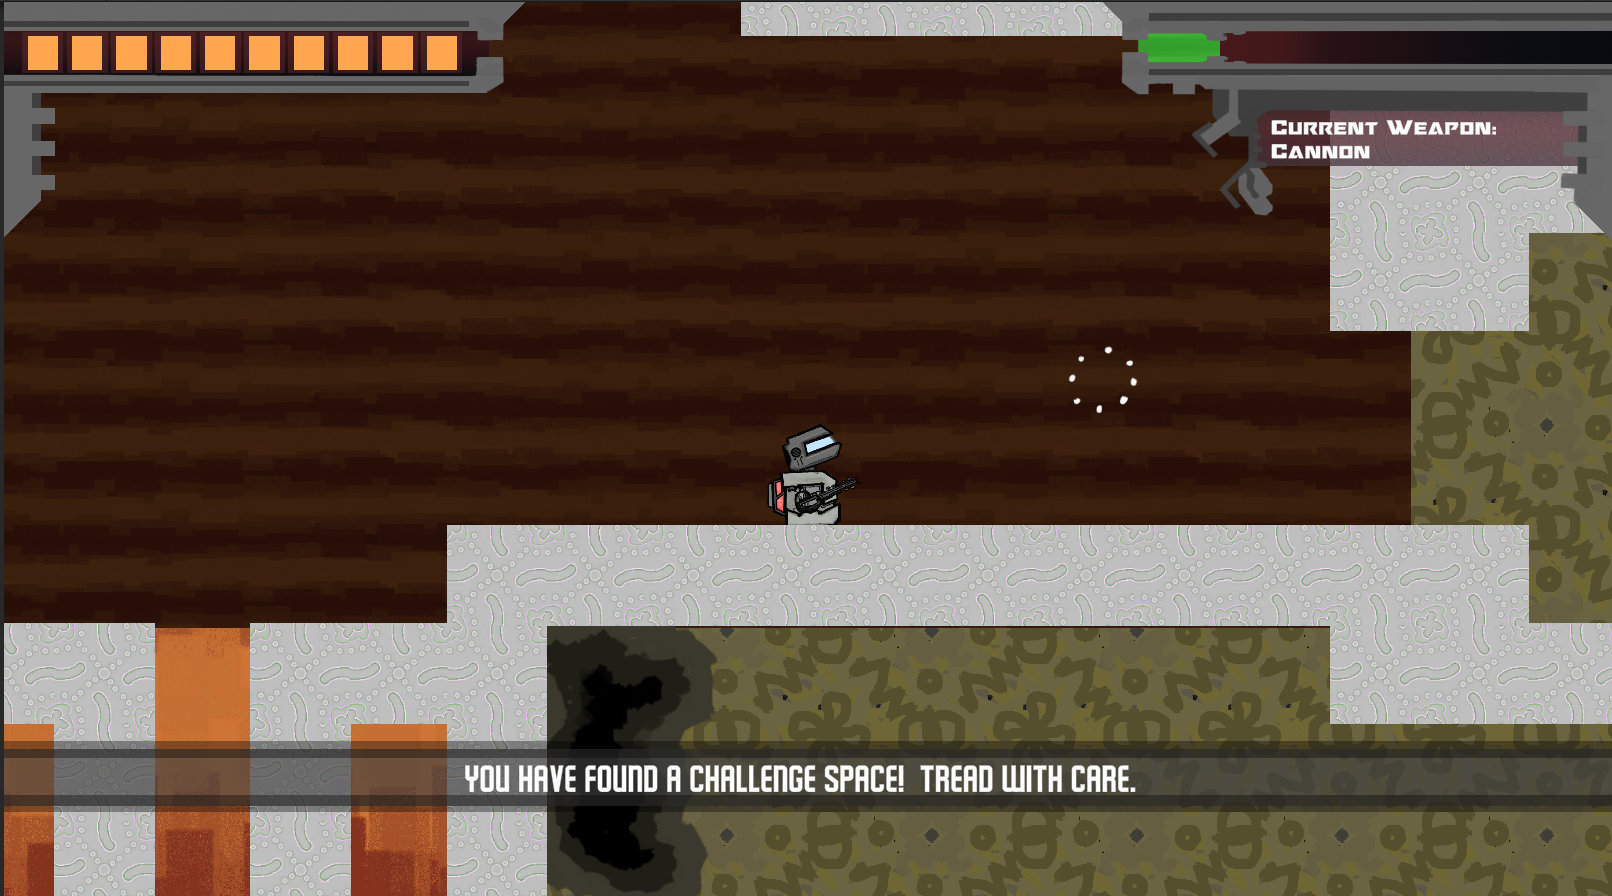 CURRENT WEAPON:
CANNON
YOU HAVE FOUND A CHALLENGE SPACE! TREAD WITH CARE.